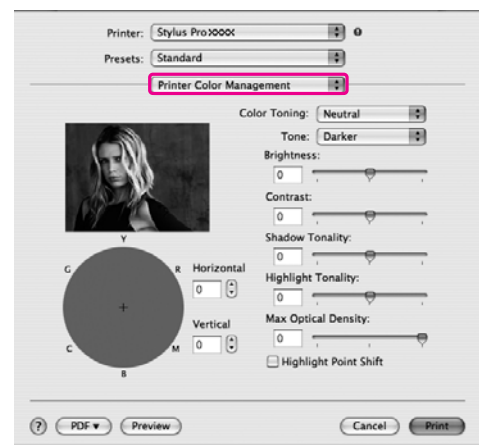 Printer: Stylus Pro XXXX
Presets: Standard
Printer Color Management
Color Toning: Neutral
Tone: Darker
Brightness:
0
Contrast:
0
Shadow Tonality:
0
Highlight Tonality:
0
Max Optical Density:
0
Highlight Point Shift
Y
G R
C M
B
Horizontal
0
Vertical
0
? PDF ▼ Preview Cancel Print